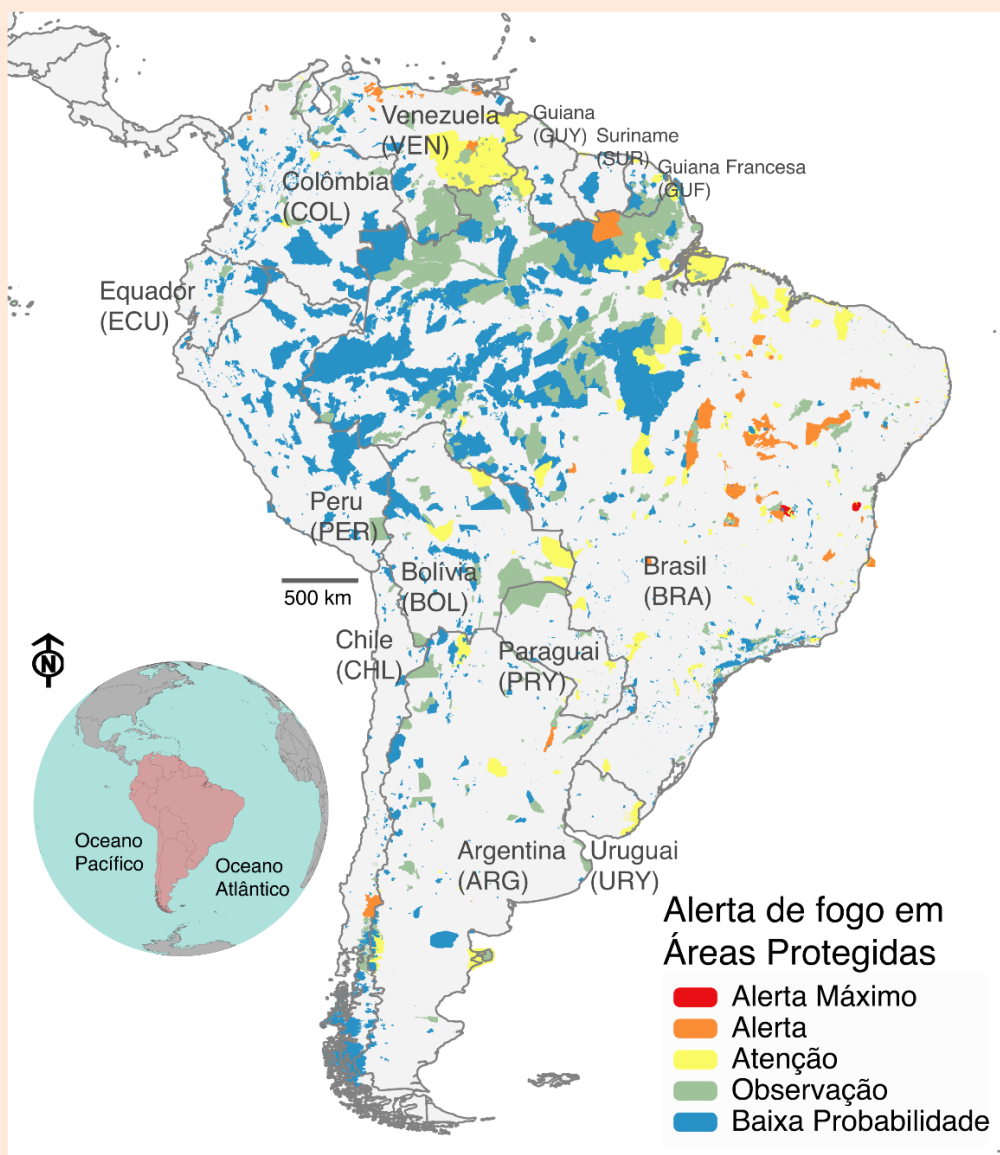 Venezuela
(VEN)
Guiana
(GUY)
Suriname
(SUR)
Guiana Francesa
(GUF)
Colômbia
(COL)
Equador
(ECU)
Peru
(PER)
500 km
Bolívia
(BOL)
Brasil
(BRA)
Chile
(CHL)
Paraguai
(PRY)
N
Oceano
Pacífico
Oceano
Atlântico
Argentina
(ARG)
Uruguai
(URY)
Alerta de fogo em
Áreas Protegidas
Alerta Máximo
Alerta
Atenção
Observação
Baixa Probabilidade